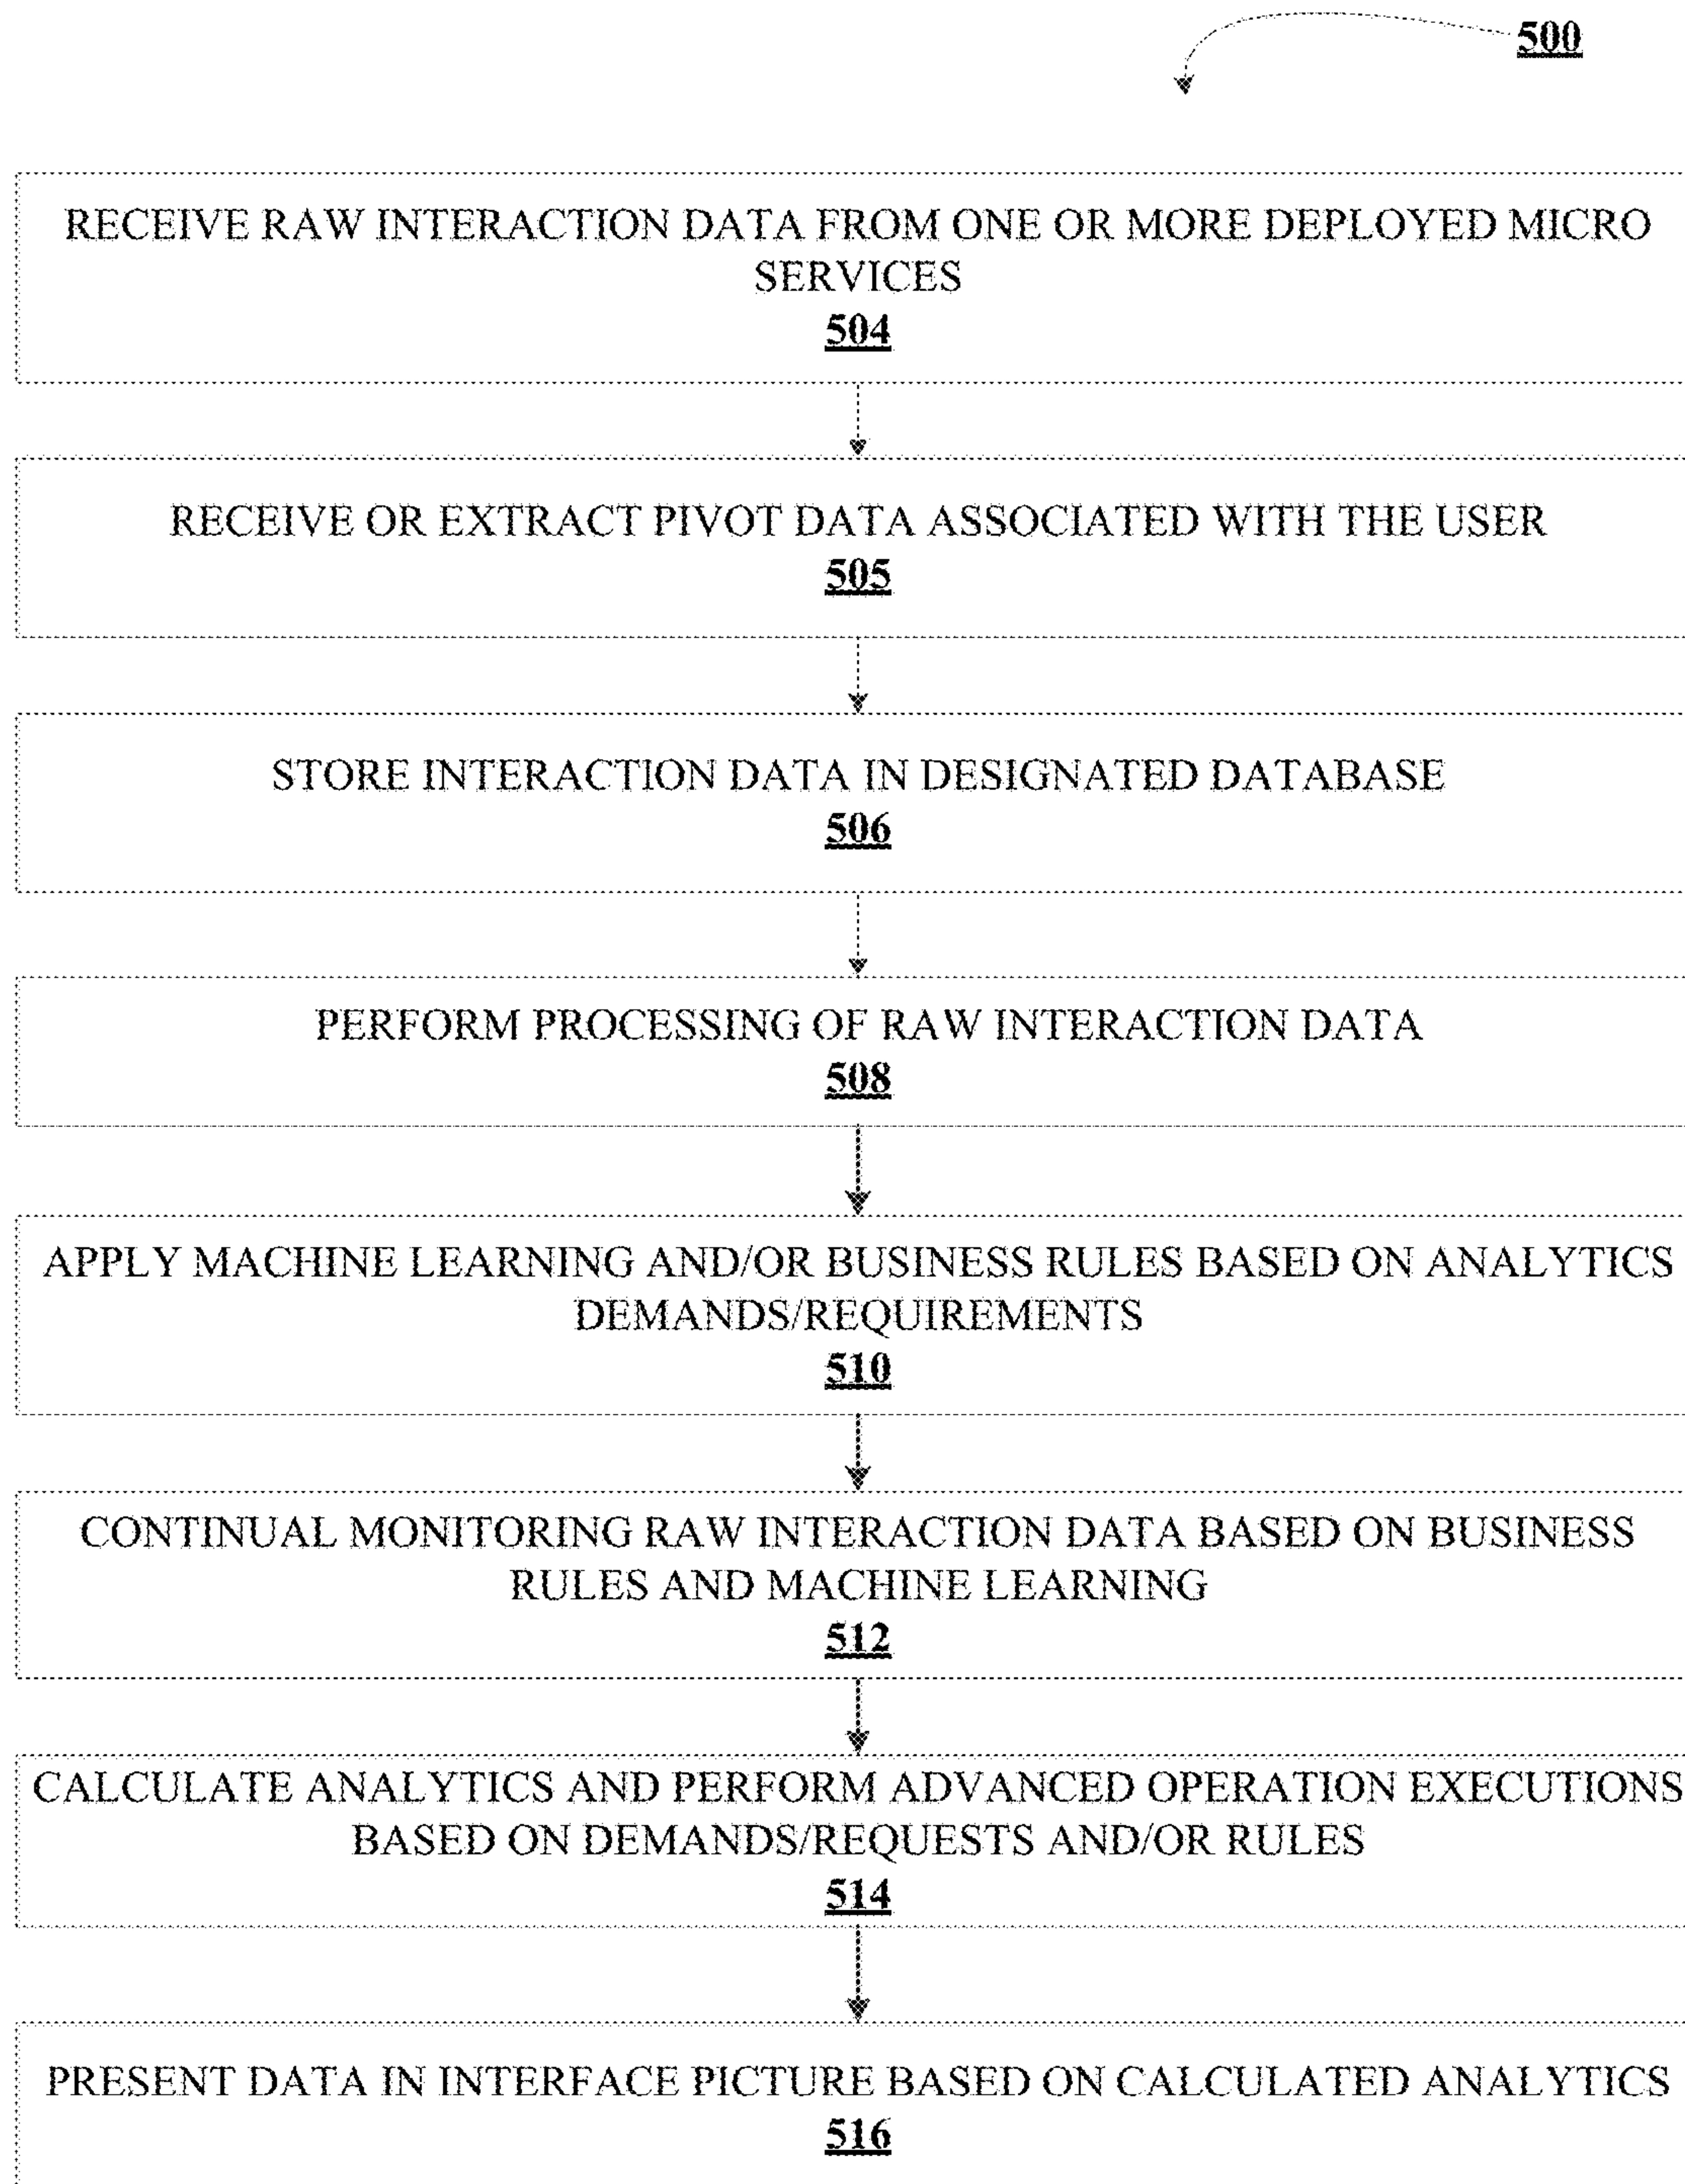 500
RECEIVE RAW INTERACTION DATA FROM ONE OR MORE DEPLOYED MICRO
SERVICES
504
RECEIVE OR EXTRACT PIVOT DATA ASSOCIATED WITH THE USER
505
STORE INTERACTION DATA IN DESIGNATED DATABASE
506
PERFORM PROCESSING OF RAW INTERACTION DATA
508
APPLY MACHINE LEARNING AND/OR BUSINESS RULES BASED ON ANALYTICS
DEMANDS/REQUIREMENTS
510
CONTINUAL MONITORING RAW INTERACTION DATA BASED ON BUSINESS
RULES AND MACHINE LEARNING
512
CALCULATE ANALYTICS AND PERFORM ADVANCED OPERATION EXECUTIONS
BASED ON DEMANDS/REQUESTS AND/OR RULES
514
PRESENT DATA IN INTERFACE PICTURE BASED ON CALCULATED ANALYTICS
516